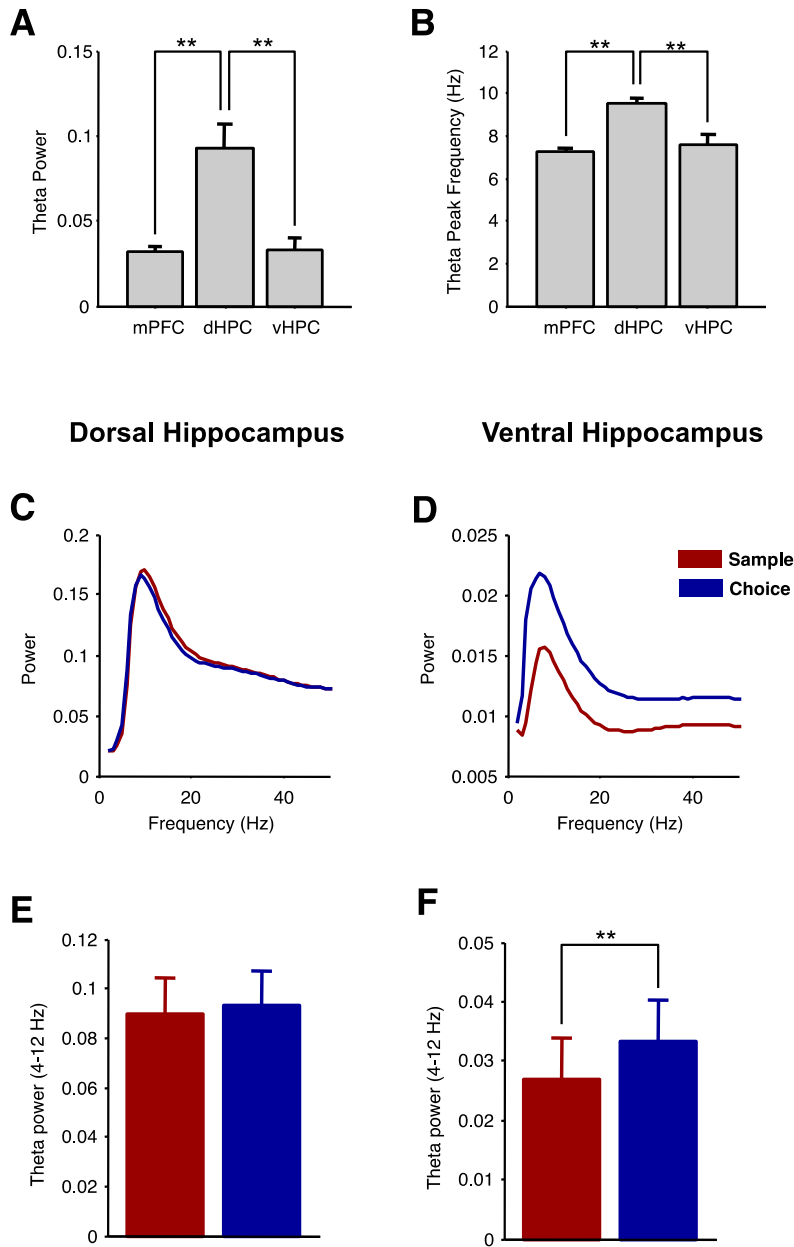 A
0.15
0.1
0.05
0
Theta Power
**
**
mPFC dHPC vHPC
B
12
10
8
6
4
2
0
Theta Peak Frequency (Hz)
**
**
mPFC dHPC vHPC
Dorsal Hippocampus
Ventral Hippocampus
C
0.2
0.15
0.1
0.05
0
Power
0 20 40
Frequency (Hz)
D
0.025
0.02
0.015
0.01
0.005
Power
0 20 40
Frequency (Hz)
Sample
Choice
E
0.12
0.1
0.08
0.06
0.04
0.02
0
Theta power (4-12 Hz)
F
0.05
0.04
0.03
0.02
0.01
0
Theta power (4-12 Hz)
**